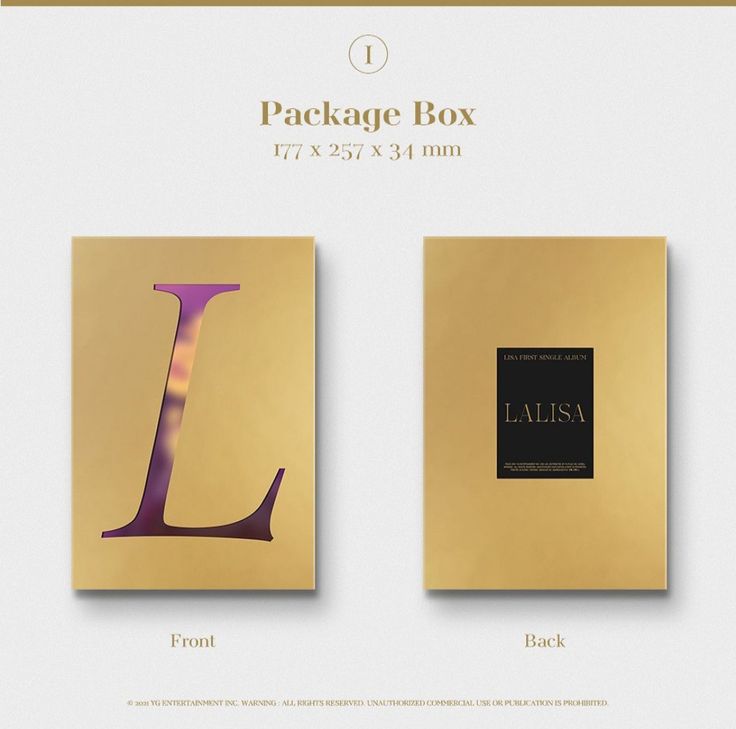 1
Package Box
177 x 257 x 34 mm
L
LISA FIRST SINGLE ALBUM
LALISA
Front
Back
© 2021 YG ENTERTAINMENT INC. WARNING : ALL RIGHTS RESERVED. UNAUTHORIZED COMMERCIAL USE OR PUBLICATION IS PROHIBITED.